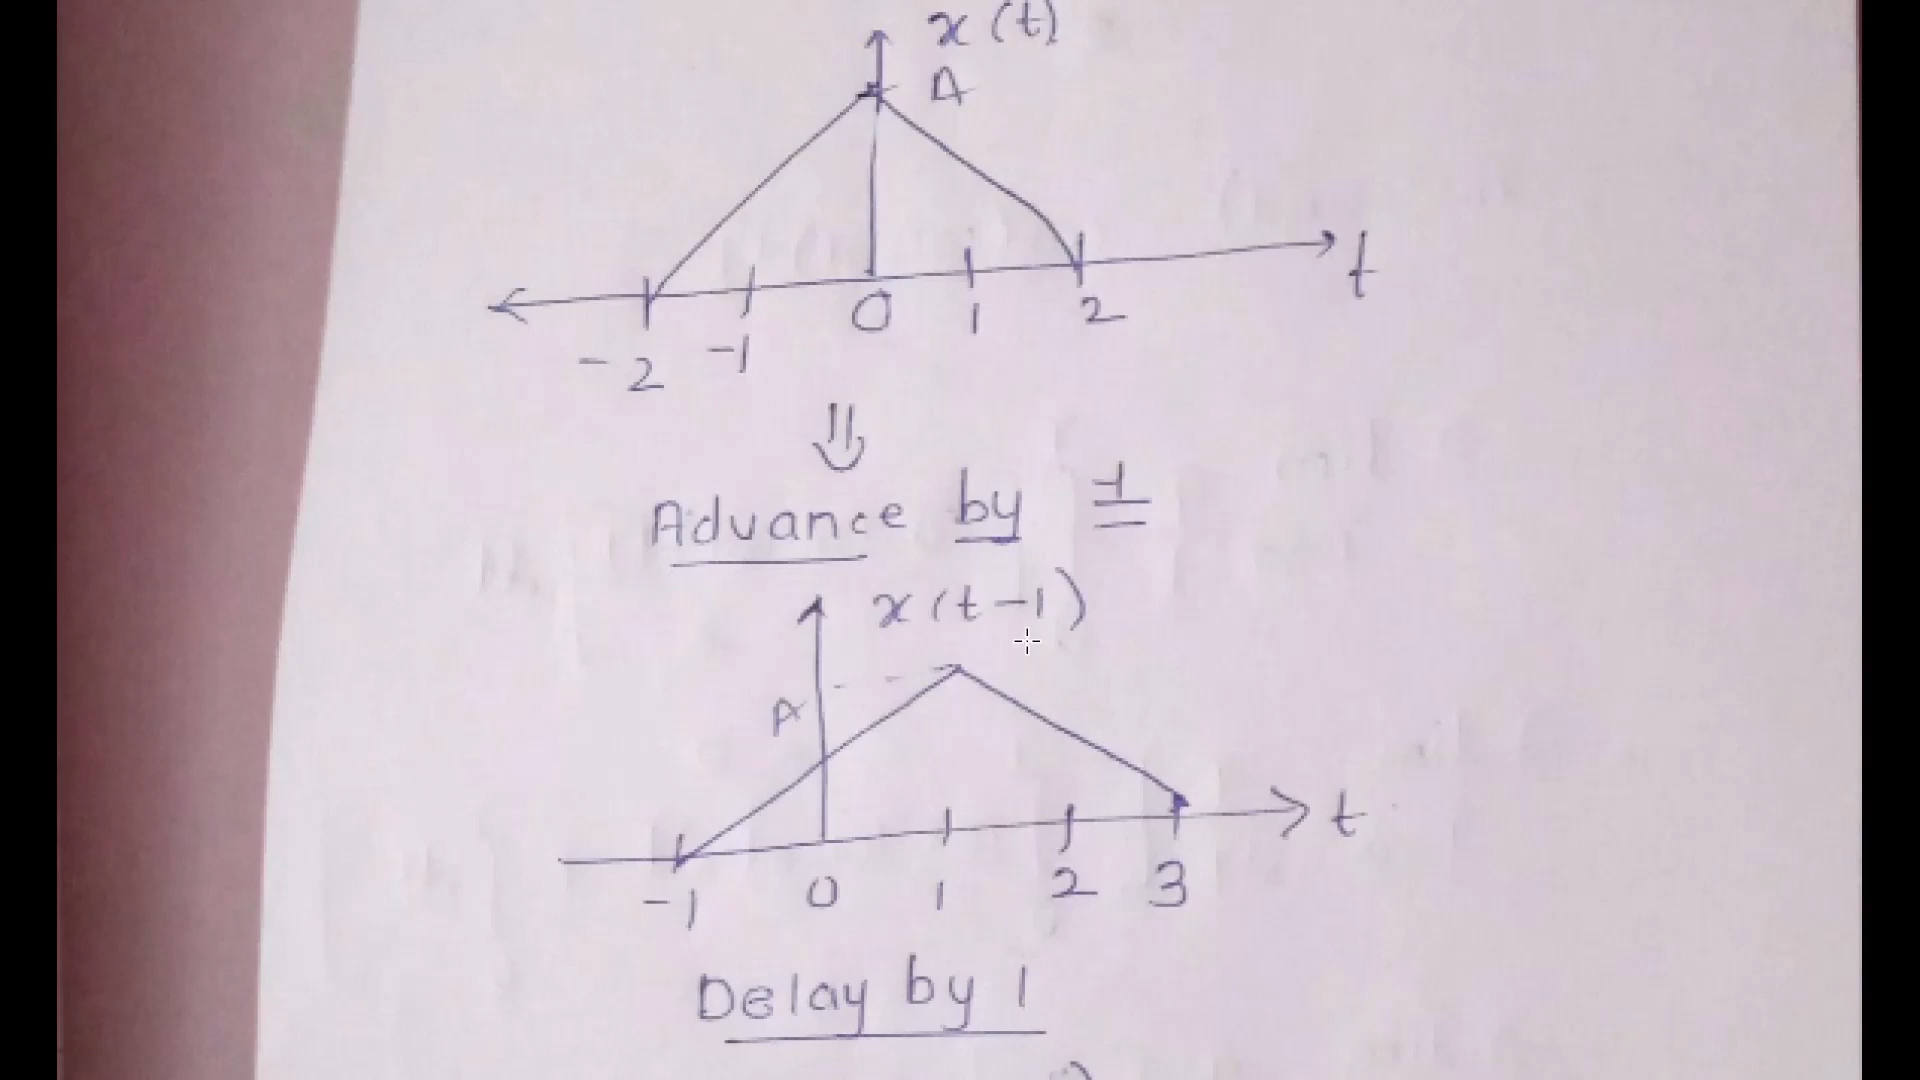 x(t)
A
t
-2 -1 0 1 2
⇓
Advance by 1
x(t-1)
A
t
-1 0 1 2 3
Delay by 1